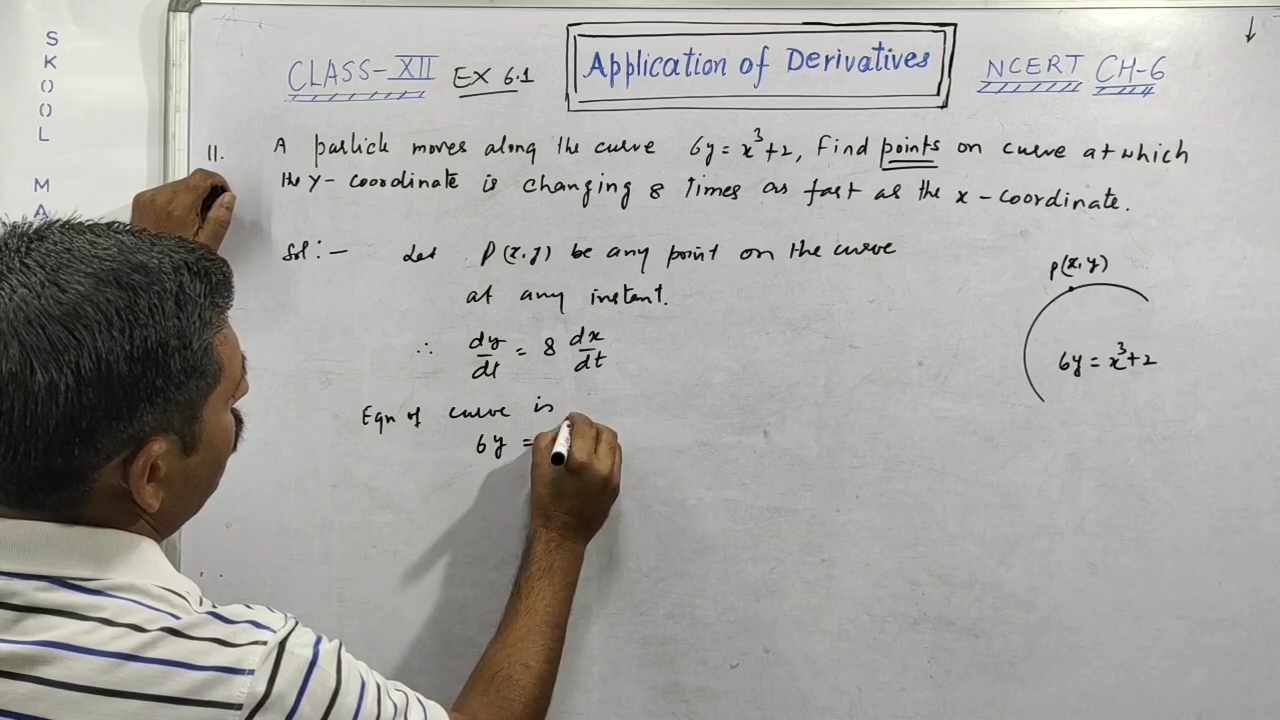 SKOOL MA
CLASS-XII EX 6.1
Application of Derivatives
NCERT CH-6
11. A particle moves along the curve 6y = x³+2, Find points on curve at which
the Y-coordinate is changing 8 times as fast as the x-coordinate.
Sol:- Let P(x,y) be any point on the curve
at any instant.
∴ dy/dt = 8 dx/dt
Eqn of curve is
6y =
P(x,y)
6y = x³+2